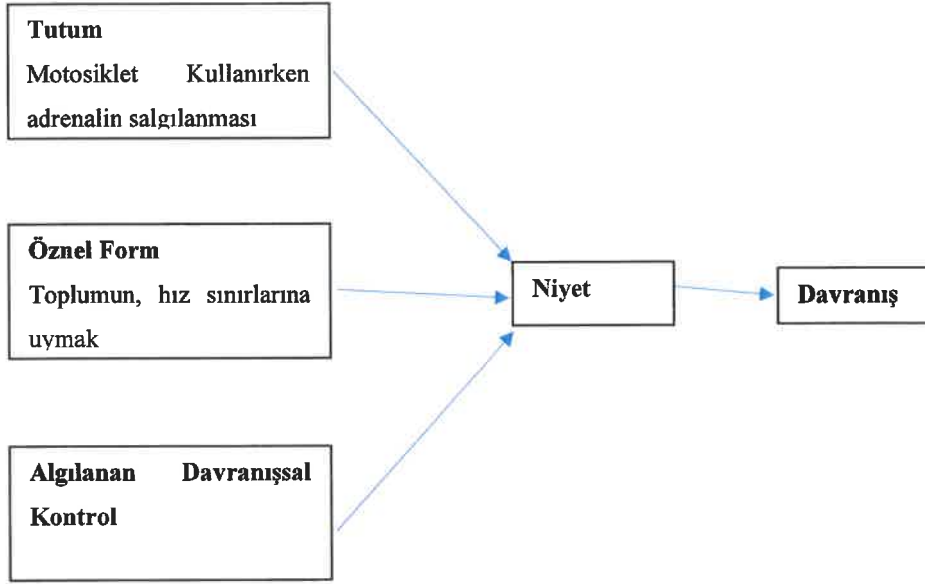 Tutum
Motosiklet Kullanırken
adrenalin salgılanması
Öznel Form
Toplumun, hız sınırlarına
uymak
Niyet
Davranış
Algılanan Davranışsal
Kontrol